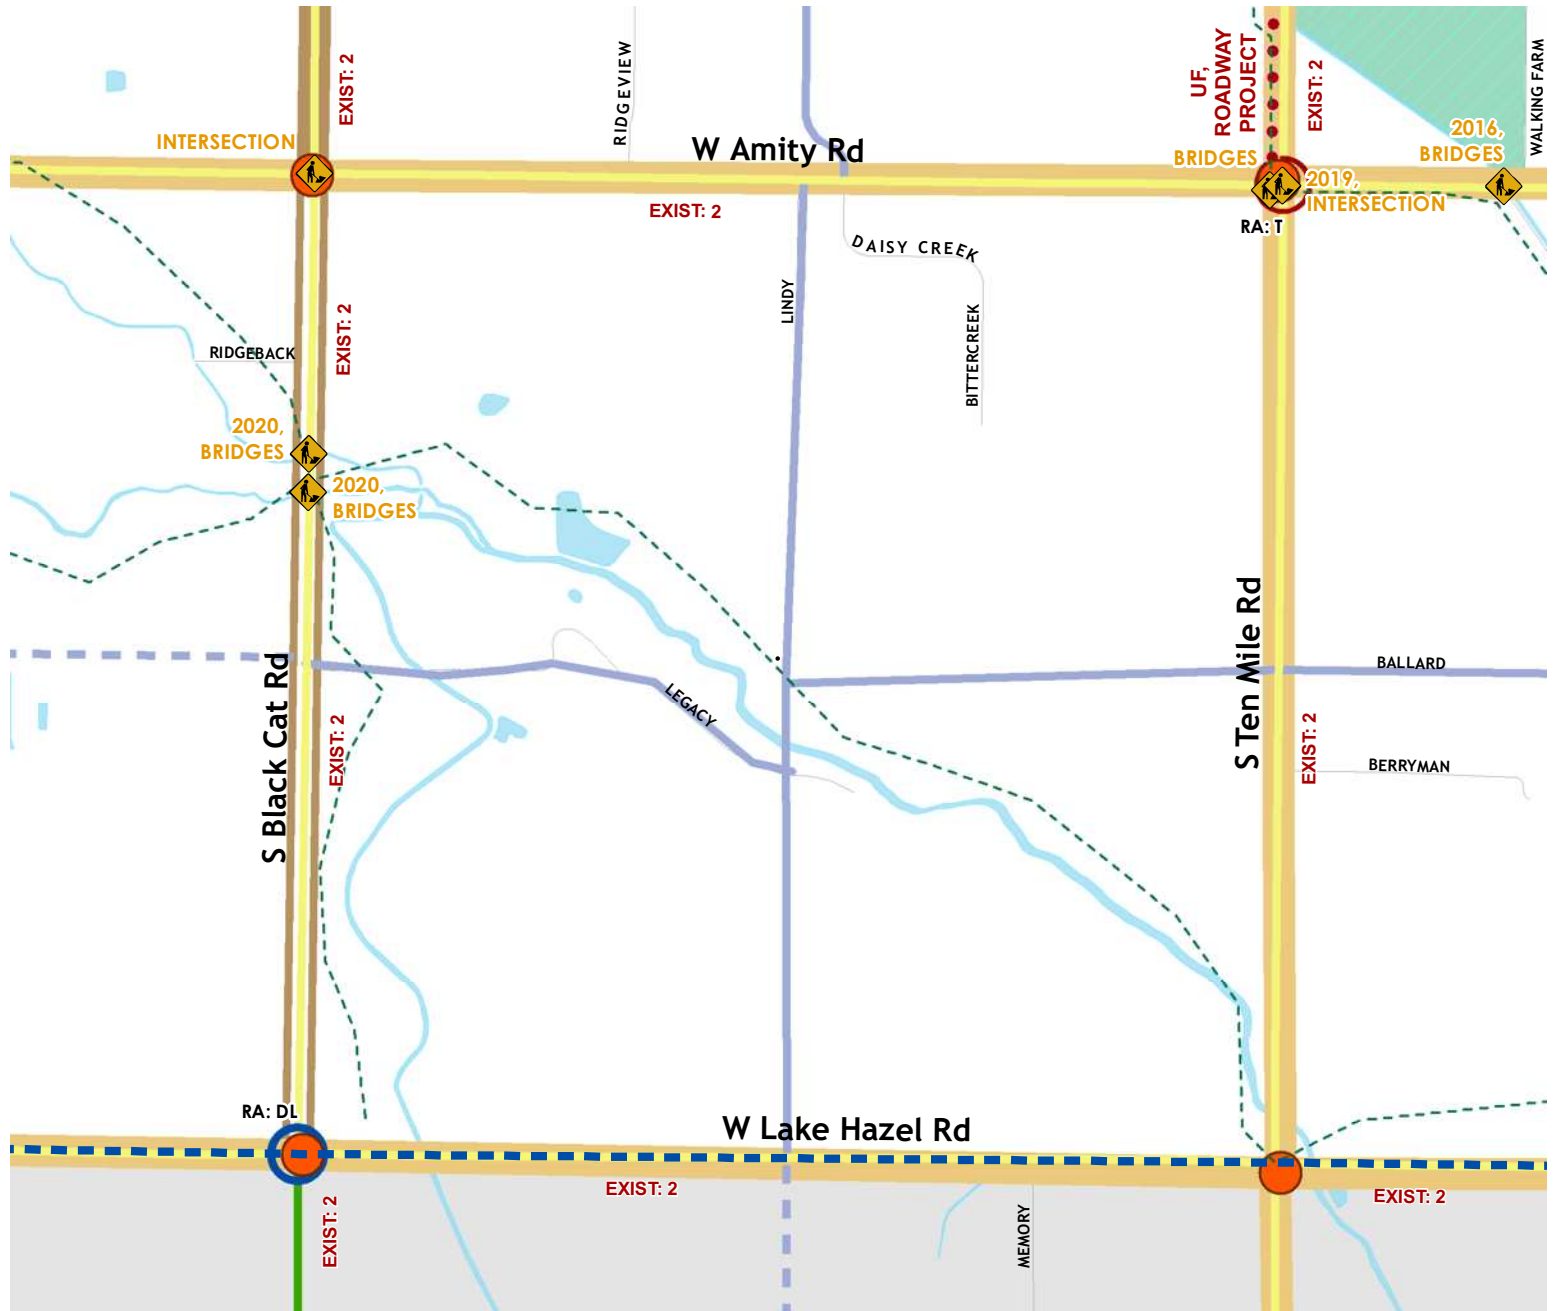 EXIST: 2
RIDGEVIEW
UF,
ROADWAY
PROJECT
EXIST: 2
WALKING FARM
INTERSECTION
W Amity Rd
BRIDGES
2016,
BRIDGES
2019,
INTERSECTION
EXIST: 2
RA: T
DAISY CREEK
LINDY
BITTERCREEK
EXIST: 2
RIDGEBACK
2020,
BRIDGES
2020,
BRIDGES
S Black Cat Rd
EXIST: 2
LEGACY
S Ten Mile Rd
BALLARD
EXIST: 2
BERRYMAN
RA: DL
W Lake Hazel Rd
EXIST: 2
EXIST: 2
MEMORY
EXIST: 2